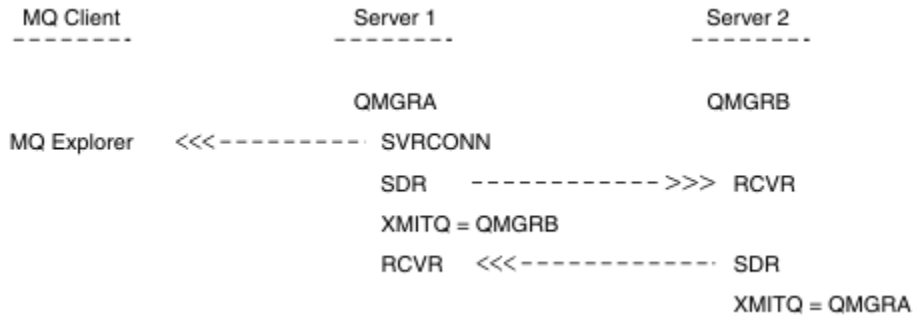 MQ Client Server 1 Server 2
QMGRA QMGRB
MQ Explorer <<<---------- SVRCONN
SDR ------------>>> RCVR
XMITQ = QMGRB
RCVR <<<------------- SDR
XMITQ = QMGRA